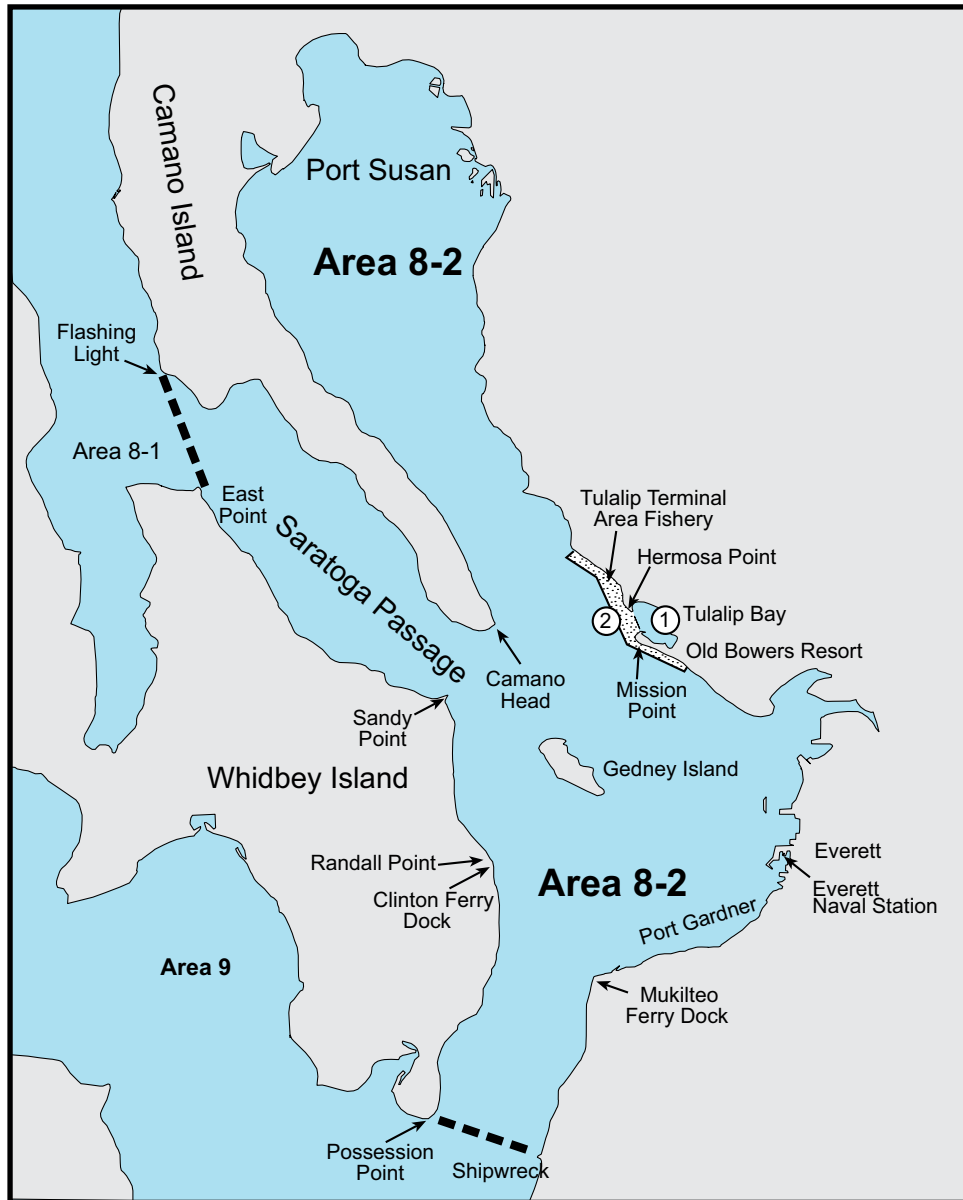 Camano Island
Port Susan
Area 8-2
Flashing
Light
Area 8-1
East
Point
Saratoga Passage
Tulalip Terminal
Area Fishery
Hermosa Point
2
1
Tulalip Bay
Old Bowers Resort
Camano
Head
Mission
Point
Sandy
Point
Whidbey Island
Gedney Island
Randall Point
Clinton Ferry
Dock
Area 8-2
Everett
Everett
Naval Station
Port Gardner
Area 9
Mukilteo
Ferry Dock
Possession
Point
Shipwreck